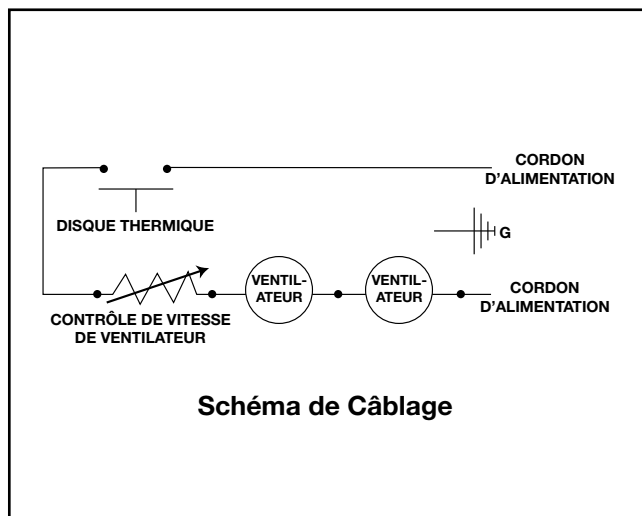 CORDON
D'ALIMENTATION
DISQUE THERMIQUE
G
VENTIL-
ATEUR
VENTIL-
ATEUR
CORDON
D'ALIMENTATION
CONTRÔLE DE VITESSE
DE VENTILATEUR
Schéma de Câblage